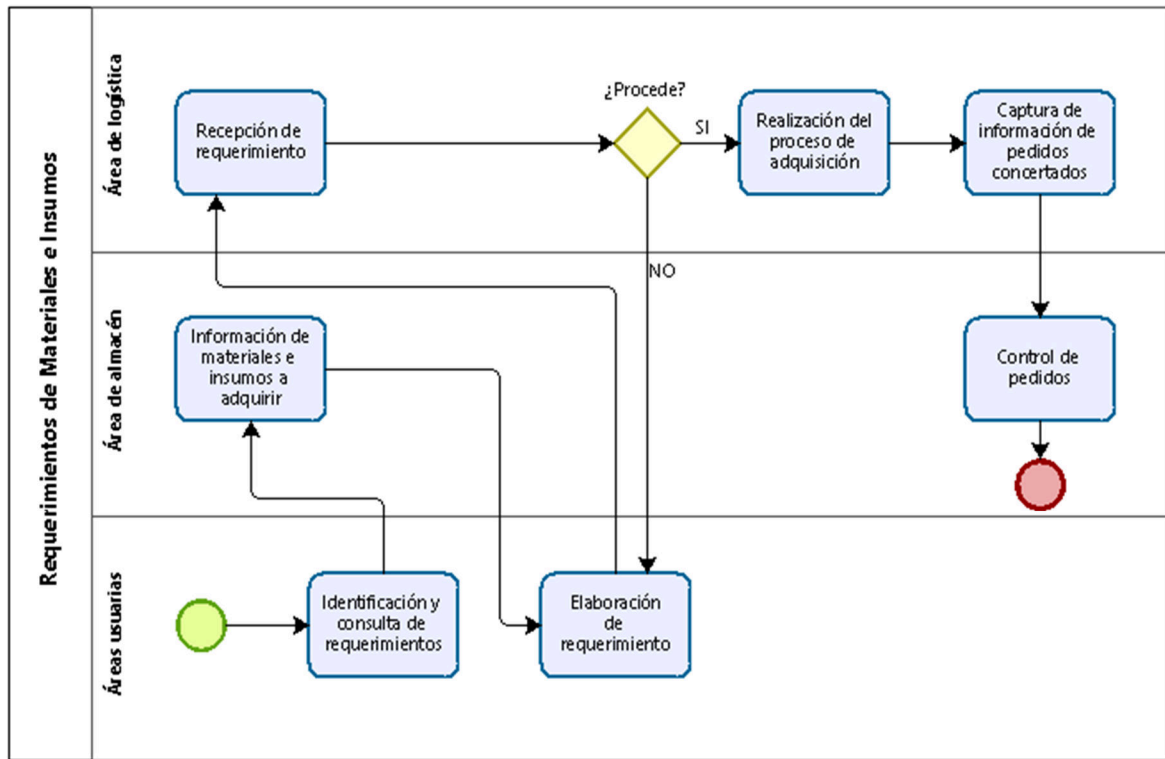 Requerimientos de Materiales e Insumos
Área de logística
Recepción de
requerimiento
¿Procede?
SI
NO
Realización del
proceso de
adquisición
Captura de
información de
pedidos
concertados
Área de almacén
Información de
materiales e
insumos a
adquirir
Control de
pedidos
Áreas usuarias
Identificación y
consulta de
requerimientos
Elaboración
de
requerimiento